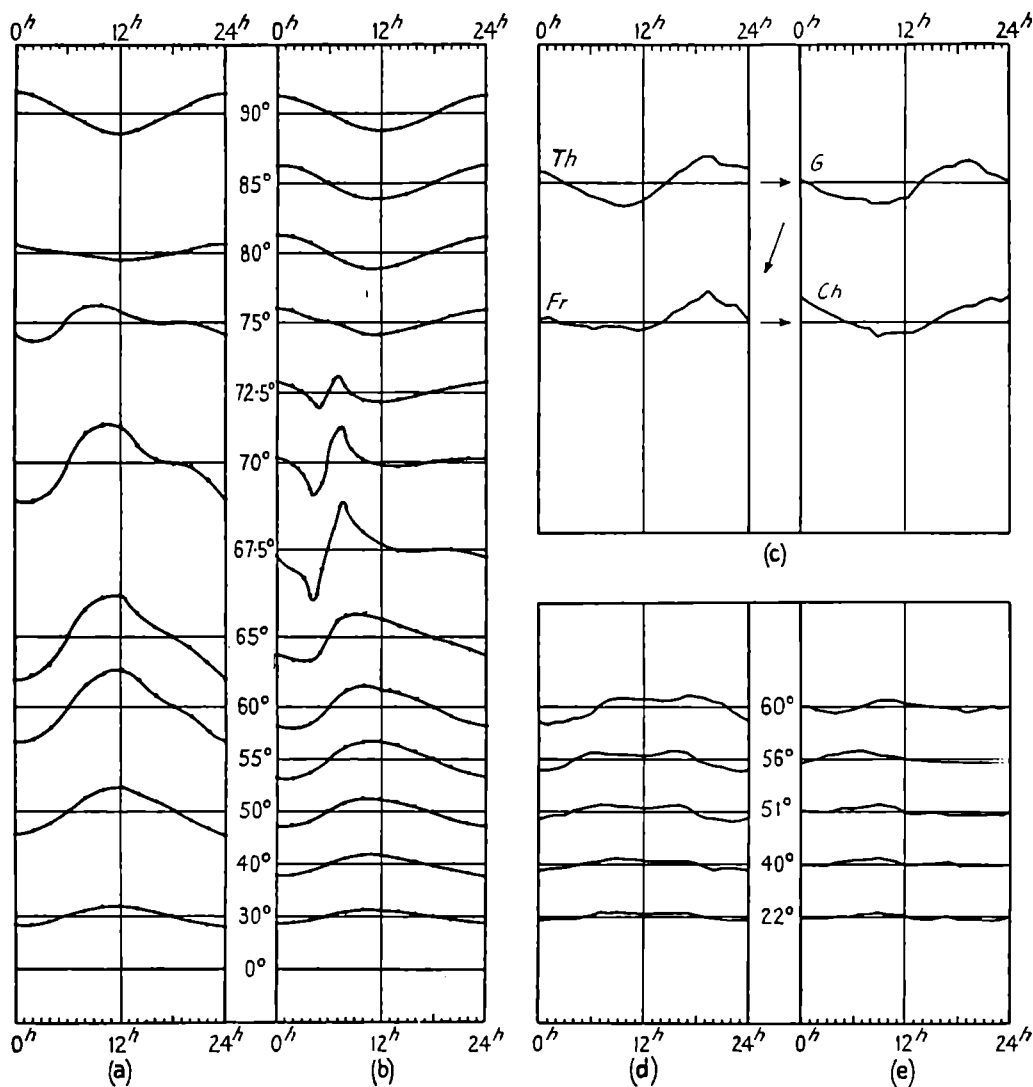 0ʰ 12ʰ 24ʰ 0ʰ 12ʰ 24ʰ 0ʰ 12ʰ 24ʰ 0ʰ 12ʰ 24ʰ
90°
85°
80°
75°
72·5°
70°
67·5°
65°
60°
55°
50°
40°
30°
0°
0ʰ 12ʰ 24ʰ 0ʰ 12ʰ 24ʰ
(a) (b)
Th G
Fr Ch
(c)
60°
56°
51°
40°
22°
0ʰ 12ʰ 24ʰ 0ʰ 12ʰ 24ʰ
(d) (e)